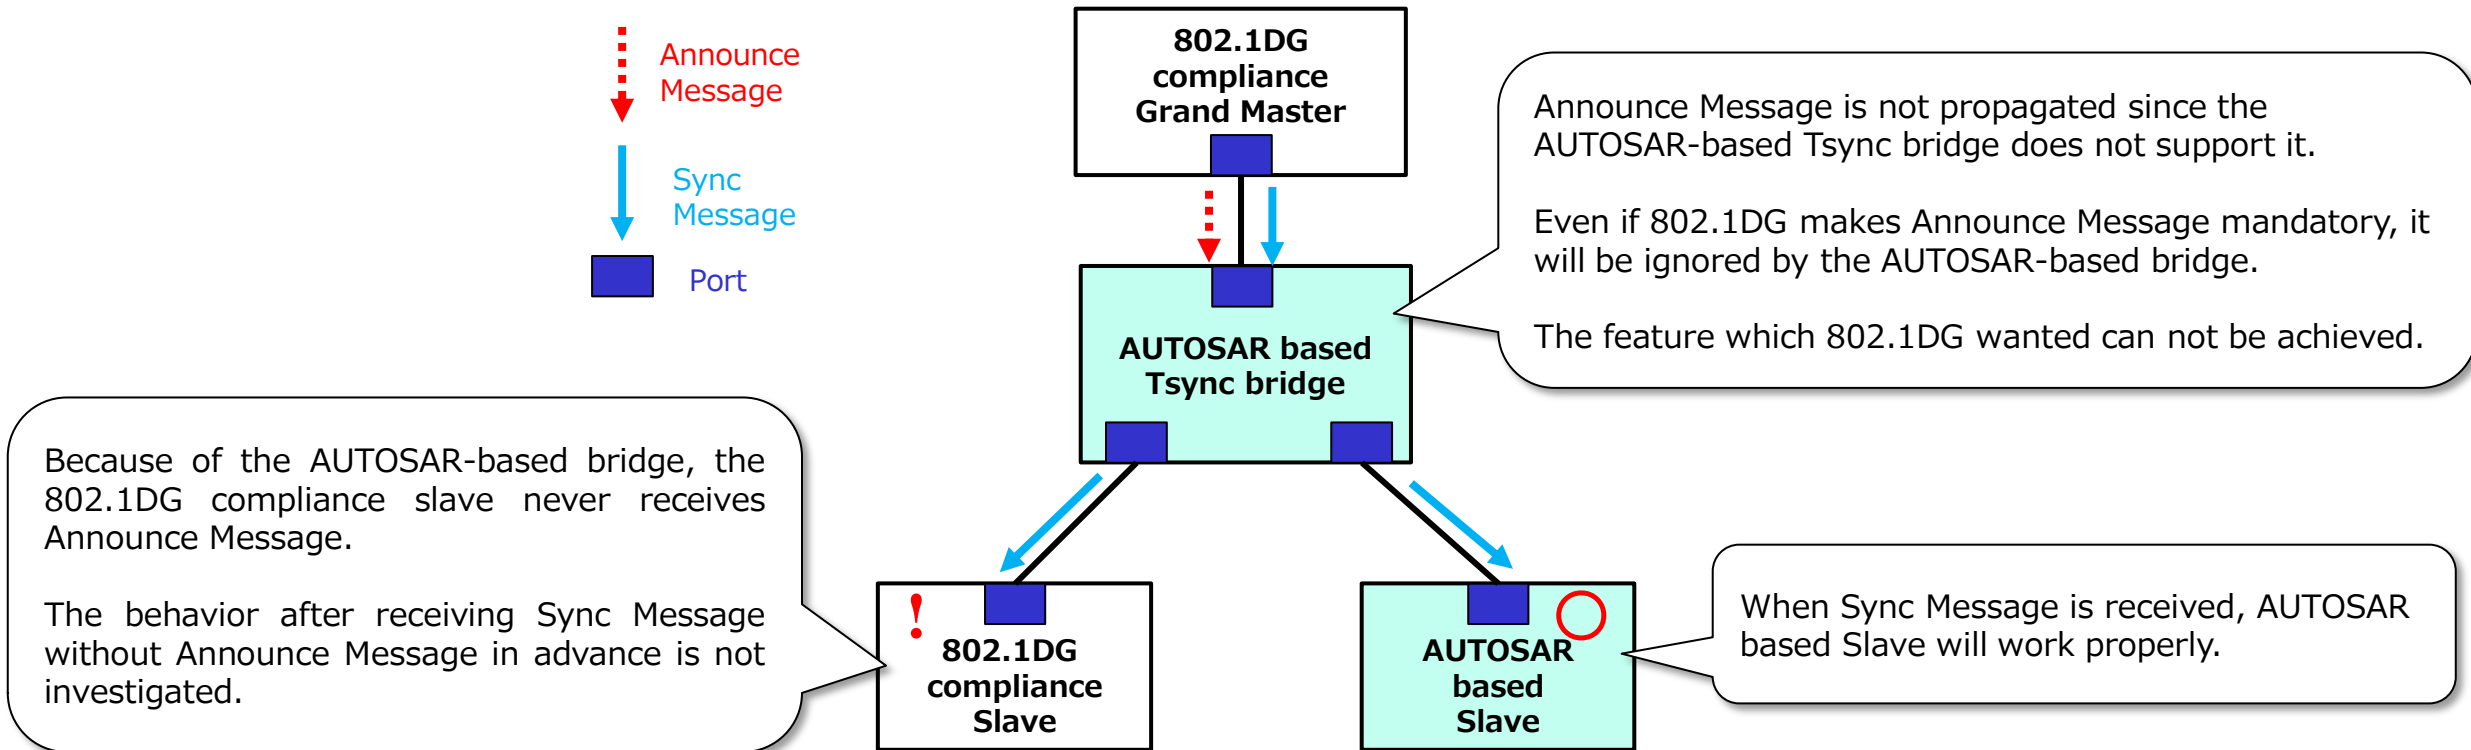 Announce
Message
Sync
Message
Port
802.1DG
compliance
Grand Master
Announce Message is not propagated since the
AUTOSAR-based Tsync bridge does not support it.
Even if 802.1DG makes Announce Message mandatory, it
will be ignored by the AUTOSAR-based bridge.
The feature which 802.1DG wanted can not be achieved.
AUTOSAR based
Tsync bridge
Because of the AUTOSAR-based bridge, the
802.1DG compliance slave never receives
Announce Message.
The behavior after receiving Sync Message
without Announce Message in advance is not
investigated.
!
802.1DG
compliance
Slave
AUTOSAR
based
Slave
When Sync Message is received, AUTOSAR
based Slave will work properly.